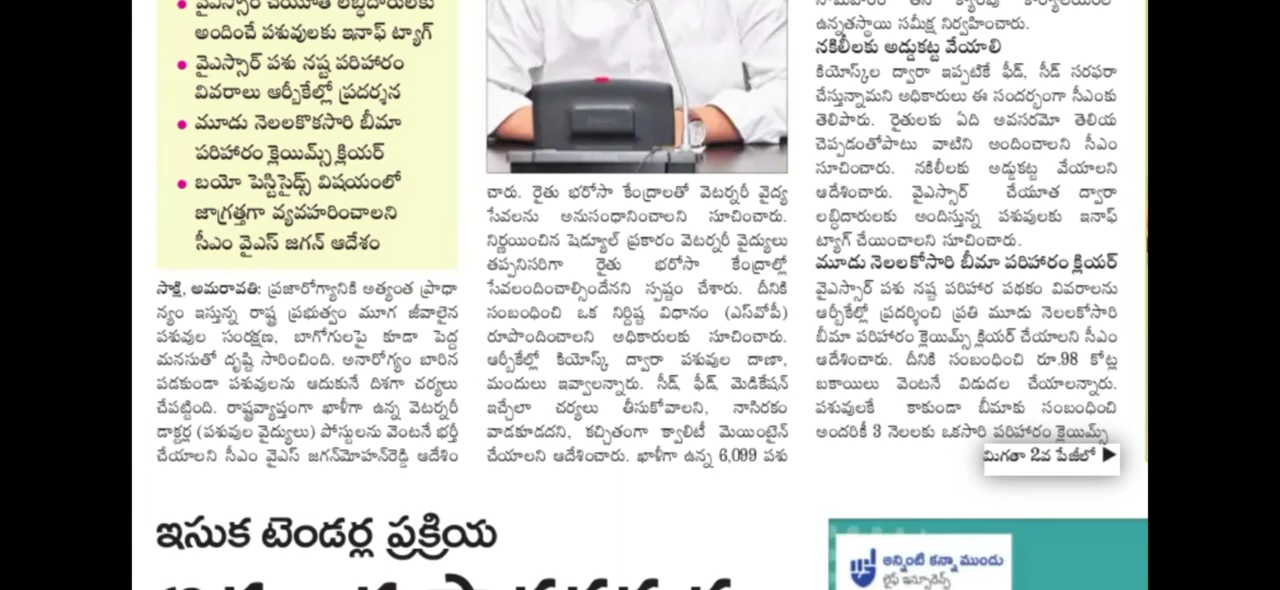 వైఎస్సార్ చేయూత లబ్ధిదారులకు
అందించే పశువులకు ఇనాఫ్ ట్యాగ్
వైఎస్సార్ పశు నష్ట పరిహారం
వివరాలు ఆర్బీకేల్లో ప్రదర్శన
మూడు నెలలకొకసారి బీమా
పరిహారం క్లెయిమ్స్ క్లియర్
బయో పెస్టిసైడ్స్ విషయంలో
జాగ్రత్తగా వ్యవహరించాలని
సీఎం వైఎస్ జగన్ ఆదేశం
సాక్షి, అమరావతి: ప్రజారోగ్యానికి అత్యంత ప్రాధా
న్యం ఇస్తున్న రాష్ట్ర ప్రభుత్వం మూగ జీవాలైన
పశువుల సంరక్షణ, బాగోగులపై కూడా పెద్ద
మనసుతో దృష్టి సారించింది. అనారోగ్యం బారిన
పడకుండా పశువులను ఆదుకునే దిశగా చర్యలు
చేపట్టింది. రాష్ట్రవ్యాప్తంగా ఖాళీగా ఉన్న వెటర్నరీ
డాక్టర్ల (పశువుల వైద్యులు) పోస్టులను వెంటనే భర్తీ
చేయాలని సీఎం వైఎస్ జగన్‌మోహన్‌రెడ్డి ఆదేశిం
చారు. రైతు భరోసా కేంద్రాలతో వెటర్నరీ వైద్య
సేవలను అనుసంధానించాలని సూచించారు.
నిర్ణయించిన షెడ్యూల్ ప్రకారం వెటర్నరీ వైద్యులు
తప్పనిసరిగా రైతు భరోసా కేంద్రాల్లో
సేవలందించాల్సిందేనని స్పష్టం చేశారు. దీనికి
సంబంధించి ఒక నిర్దిష్ట విధానం (ఎస్‌వోపీ)
రూపొందించాలని అధికారులకు సూచించారు.
ఆర్బీకేల్లో కియోస్క్ ద్వారా పశువుల దాణా,
మందులు ఇవ్వాలన్నారు. సీడ్, ఫీడ్, మెడికేషన్
ఇచ్చేలా చర్యలు తీసుకోవాలని, నాసిరకం
వాడకూడదని, కచ్చితంగా క్వాలిటీ మెయింటైన్
చేయాలని ఆదేశించారు. ఖాళీగా ఉన్న 6,099 పశు
ఉన్నతస్థాయి సమీక్ష నిర్వహించారు.
నకిలీలకు అడ్డుకట్ట వేయాలి
కియోస్క్‌ల ద్వారా ఇప్పటికే ఫీడ్, సీడ్ సరఫరా
చేస్తున్నామని అధికారులు ఈ సందర్భంగా సీఎంకు
తెలిపారు. రైతులకు ఏది అవసరమో తెలియ
చెప్పడంతోపాటు వాటిని అందించాలని సీఎం
సూచించారు. నకిలీలకు అడ్డుకట్ట వేయాలని
ఆదేశించారు. వైఎస్సార్ చేయూత ద్వారా
లబ్ధిదారులకు అందిస్తున్న పశువులకు ఇనాఫ్
ట్యాగ్ చేయించాలని సూచించారు.
మూడు నెలలకోసారి బీమా పరిహారం క్లియర్
వైఎస్సార్ పశు నష్ట పరిహార పథకం వివరాలను
ఆర్బీకేల్లో ప్రదర్శించి ప్రతి మూడు నెలలకోసారి
బీమా పరిహారం క్లెయిమ్స్ క్లియర్ చేయాలని సీఎం
ఆదేశించారు. దీనికి సంబంధించి రూ.98 కోట్ల
బకాయిలు వెంటనే విడుదల చేయాలన్నారు.
పశువులకే కాకుండా బీమాకు సంబంధించి
అందరికీ 3 నెలలకు ఒకసారి పరిహారం క్లెయిమ్స్
మిగతా 2వ పేజీలో
ఇసుక టెండర్ల ప్రక్రియ
అన్నింటి కన్నా ముందు
లైఫ్ ఇన్సూరెన్స్